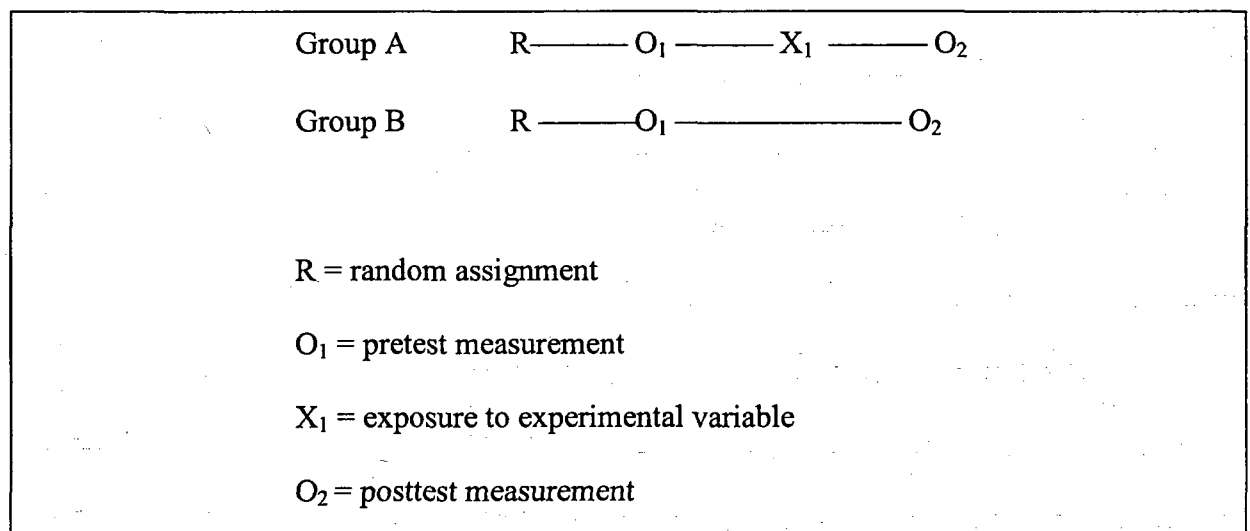 Group A R O₁ X₁ O₂
Group B R O₁ O₂
R = random assignment
O₁ = pretest measurement
X₁ = exposure to experimental variable
O₂ = posttest measurement